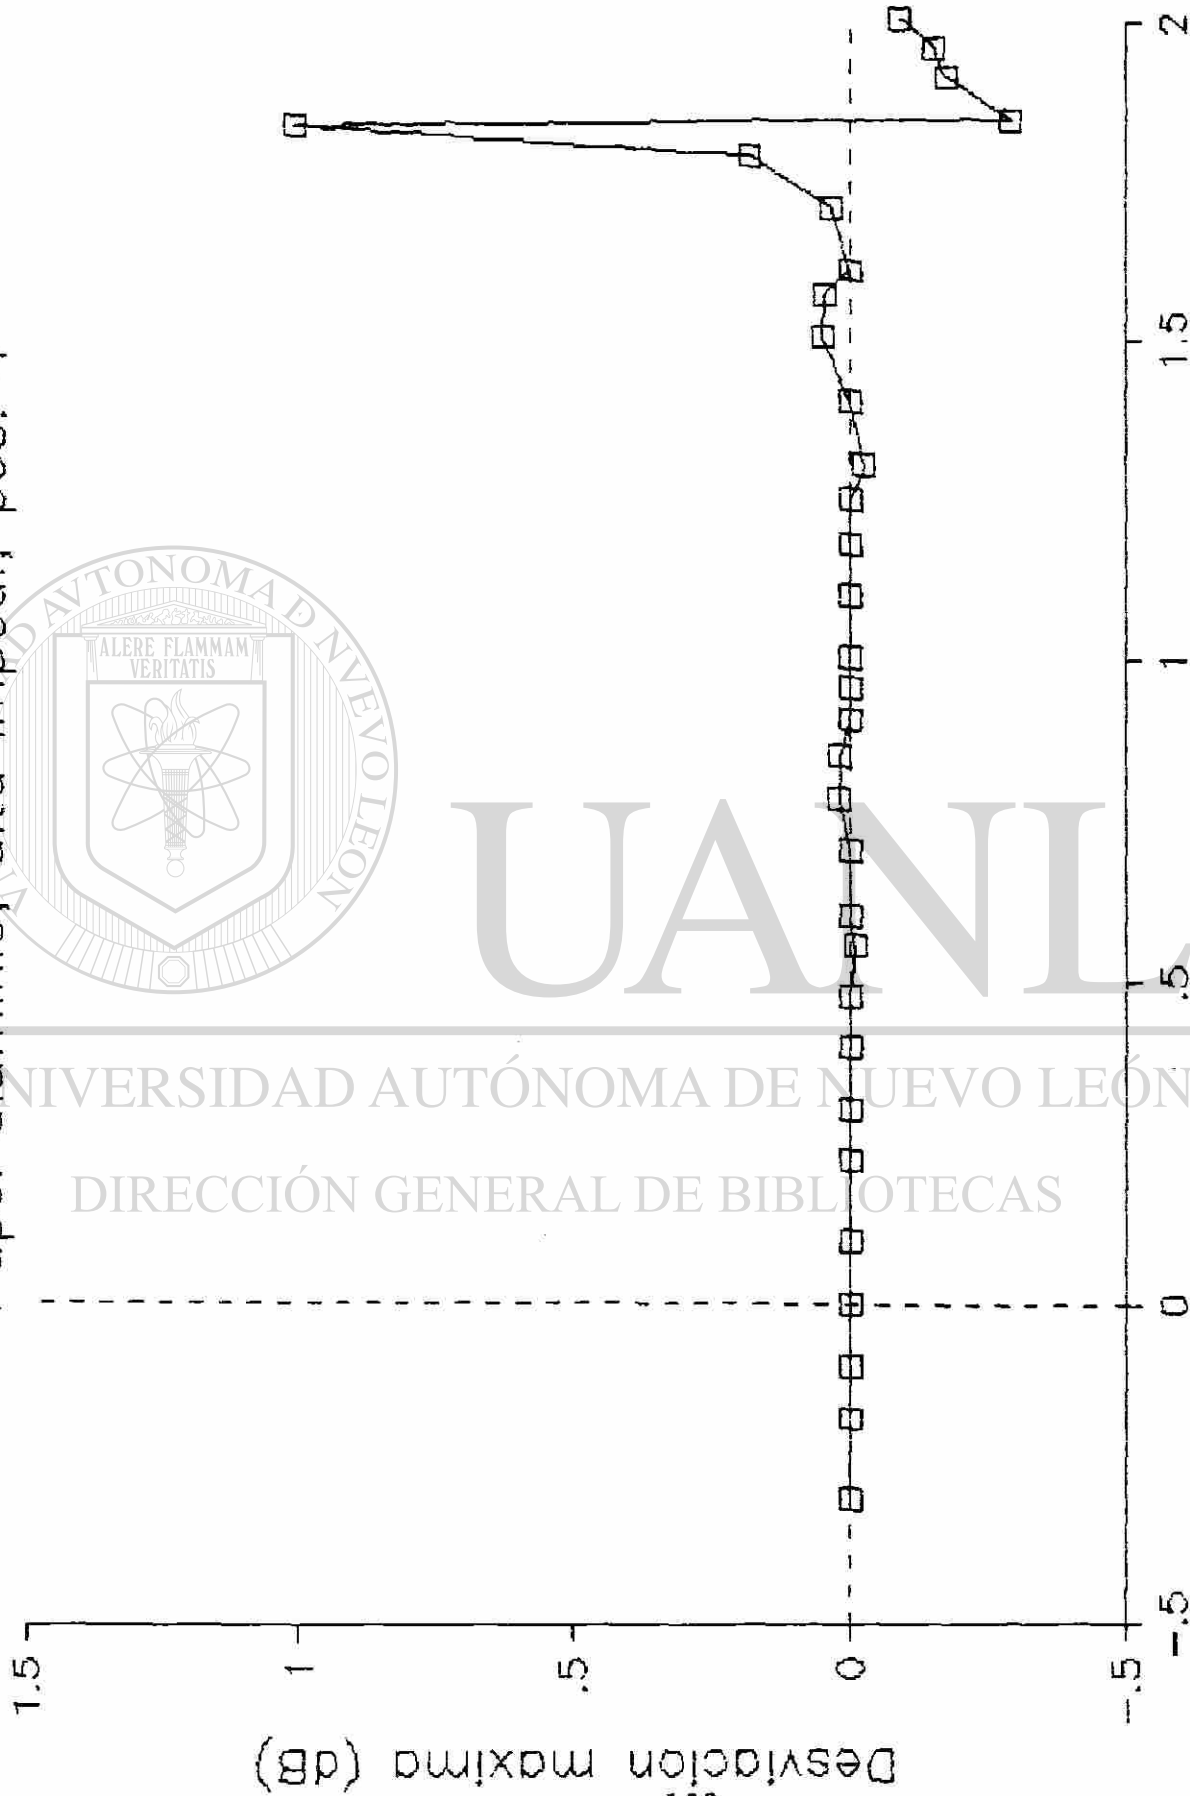 1.5
1
.5
0
-.5
Desviacion maxima (dB)
-.5
0
.5
1
1.5
2
ALERE FLAMMAM
VERITATIS
UANL
UNIVERSIDAD AUTÓNOMA DE NUEVO LEÓN
DIRECCIÓN GENERAL DE BIBLIOTECAS